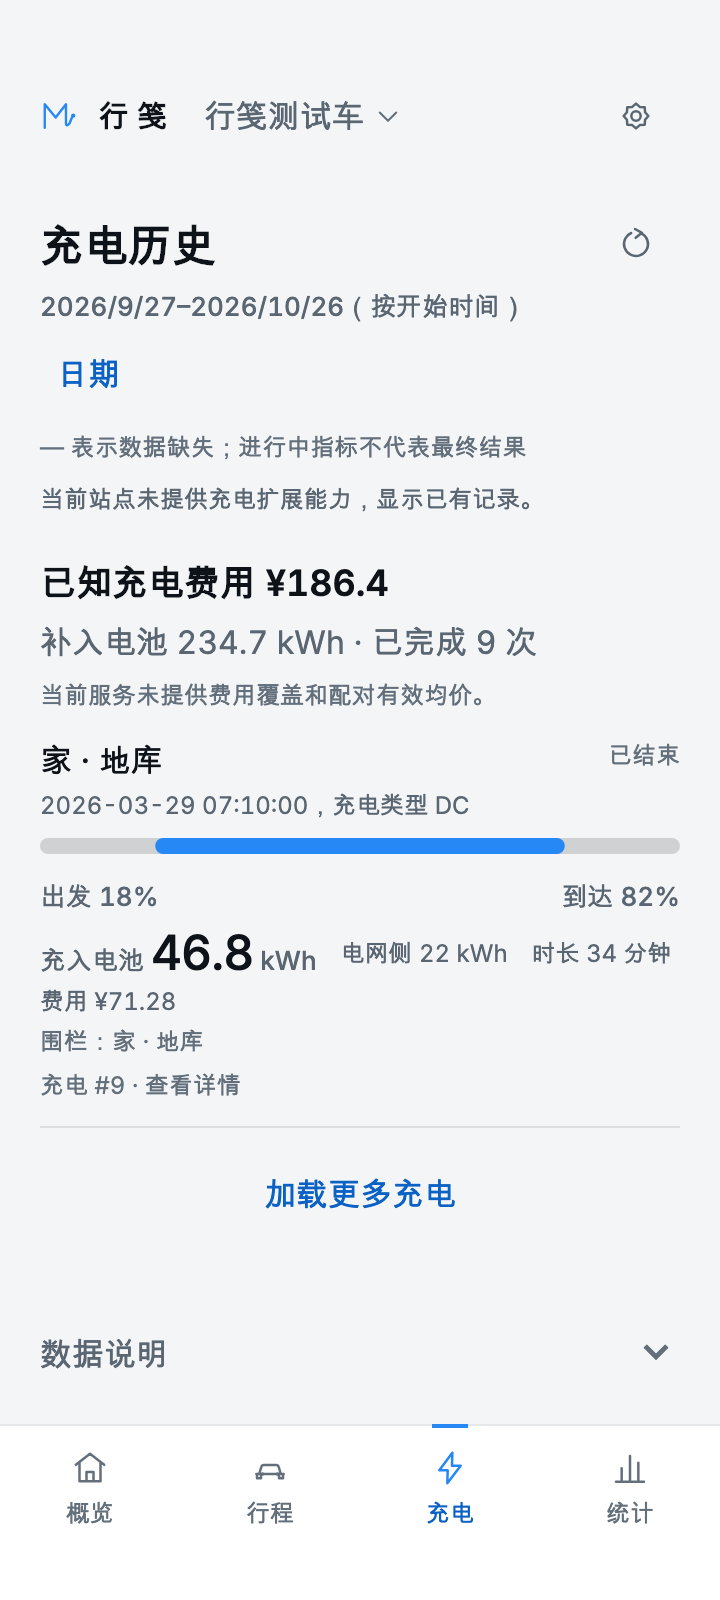 行笺 行笺测试车
充电历史
2026/9/27–2026/10/26（按开始时间）
日期
— 表示数据缺失；进行中指标不代表最终结果
当前站点未提供充电扩展能力，显示已有记录。
已知充电费用 ¥186.4
补入电池 234.7 kWh · 已完成 9 次
当前服务未提供费用覆盖和配对有效均价。
家 · 地库 已结束
2026-03-29 07:10:00，充电类型 DC
出发 18% 到达 82%
充入电池 46.8 kWh 电网侧 22 kWh 时长 34 分钟
费用 ¥71.28
围栏：家 · 地库
充电 #9 · 查看详情
加载更多充电
数据说明
概览 行程 充电 统计